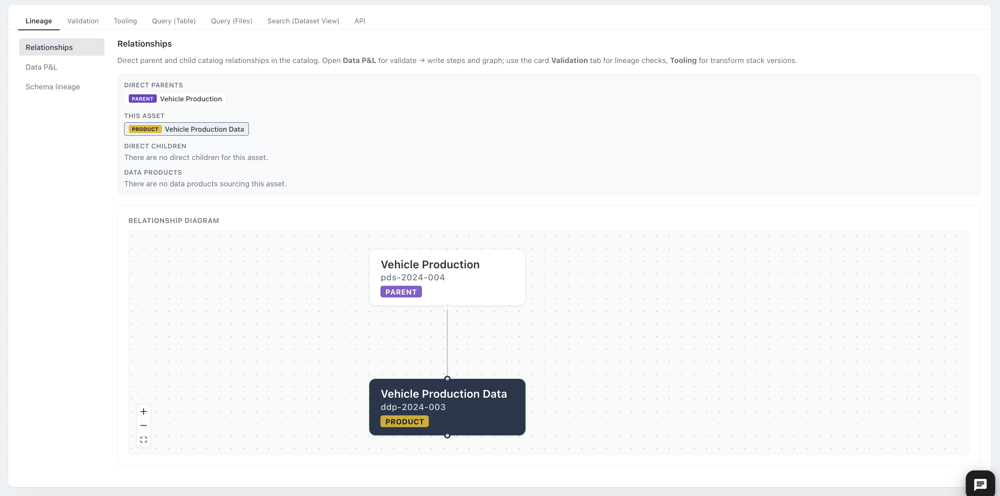 Lineage
Validation
Tooling
Query (Table)
Query (Files)
Search (Dataset View)
API
Relationships
Data P&L
Schema lineage
Relationships
Direct parent and child catalog relationships in the catalog. Open Data P&L for validate → write steps and graph; use the card Validation tab for lineage checks, Tooling for transform stack versions.
DIRECT PARENTS
PARENT Vehicle Production
THIS ASSET
PRODUCT Vehicle Production Data
DIRECT CHILDREN
There are no direct children for this asset.
DATA PRODUCTS
There are no data products sourcing this asset.
RELATIONSHIP DIAGRAM
Vehicle Production
pds-2024-004
PARENT
Vehicle Production Data
ddp-2024-003
PRODUCT